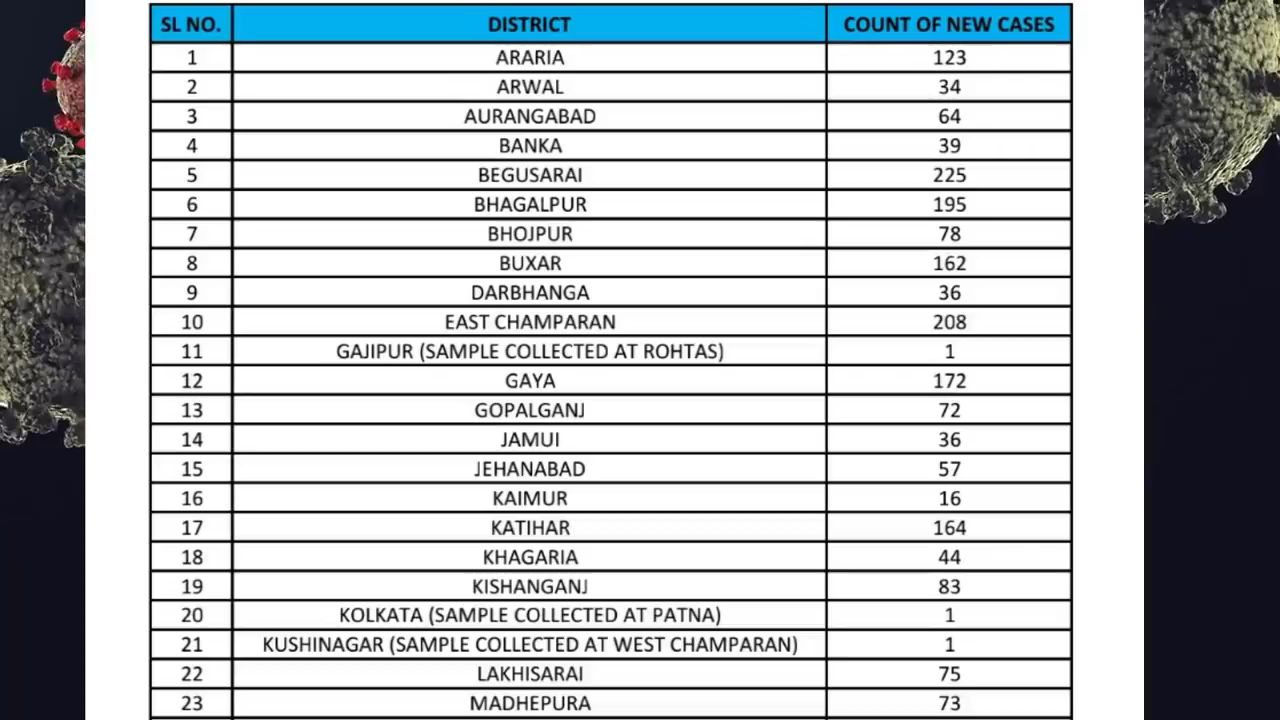 SL NO. DISTRICT COUNT OF NEW CASES
1 ARARIA 123
2 ARWAL 34
3 AURANGABAD 64
4 BANKA 39
5 BEGUSARAI 225
6 BHAGALPUR 195
7 BHOJPUR 78
8 BUXAR 162
9 DARBHANGA 36
10 EAST CHAMPARAN 208
11 GAJIPUR (SAMPLE COLLECTED AT ROHTAS) 1
12 GAYA 172
13 GOPALGANJ 72
14 JAMUI 36
15 JEHANABAD 57
16 KAIMUR 16
17 KATIHAR 164
18 KHAGARIA 44
19 KISHANGANJ 83
20 KOLKATA (SAMPLE COLLECTED AT PATNA) 1
21 KUSHINAGAR (SAMPLE COLLECTED AT WEST CHAMPARAN) 1
22 LAKHISARAI 75
23 MADHEPURA 73